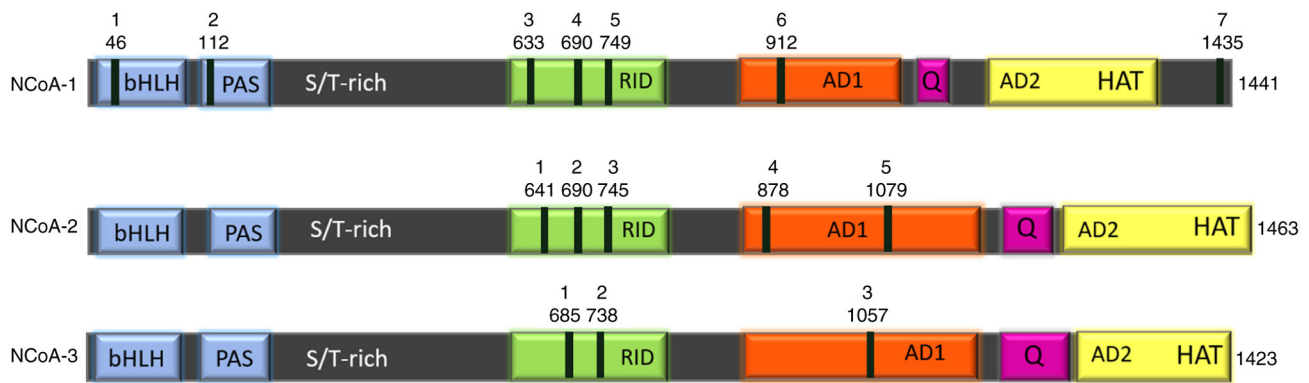 1 2 3 4 5 6 7
46 112 633 690 749 912 1435
NCoA-1 bHLH PAS S/T-rich RID AD1 Q AD2 HAT 1441
1 2 3 4 5
641 690 745 878 1079
NCoA-2 bHLH PAS S/T-rich RID AD1 Q AD2 HAT 1463
1 2 3
685 738 1057
NCoA-3 bHLH PAS S/T-rich RID AD1 Q AD2 HAT 1423